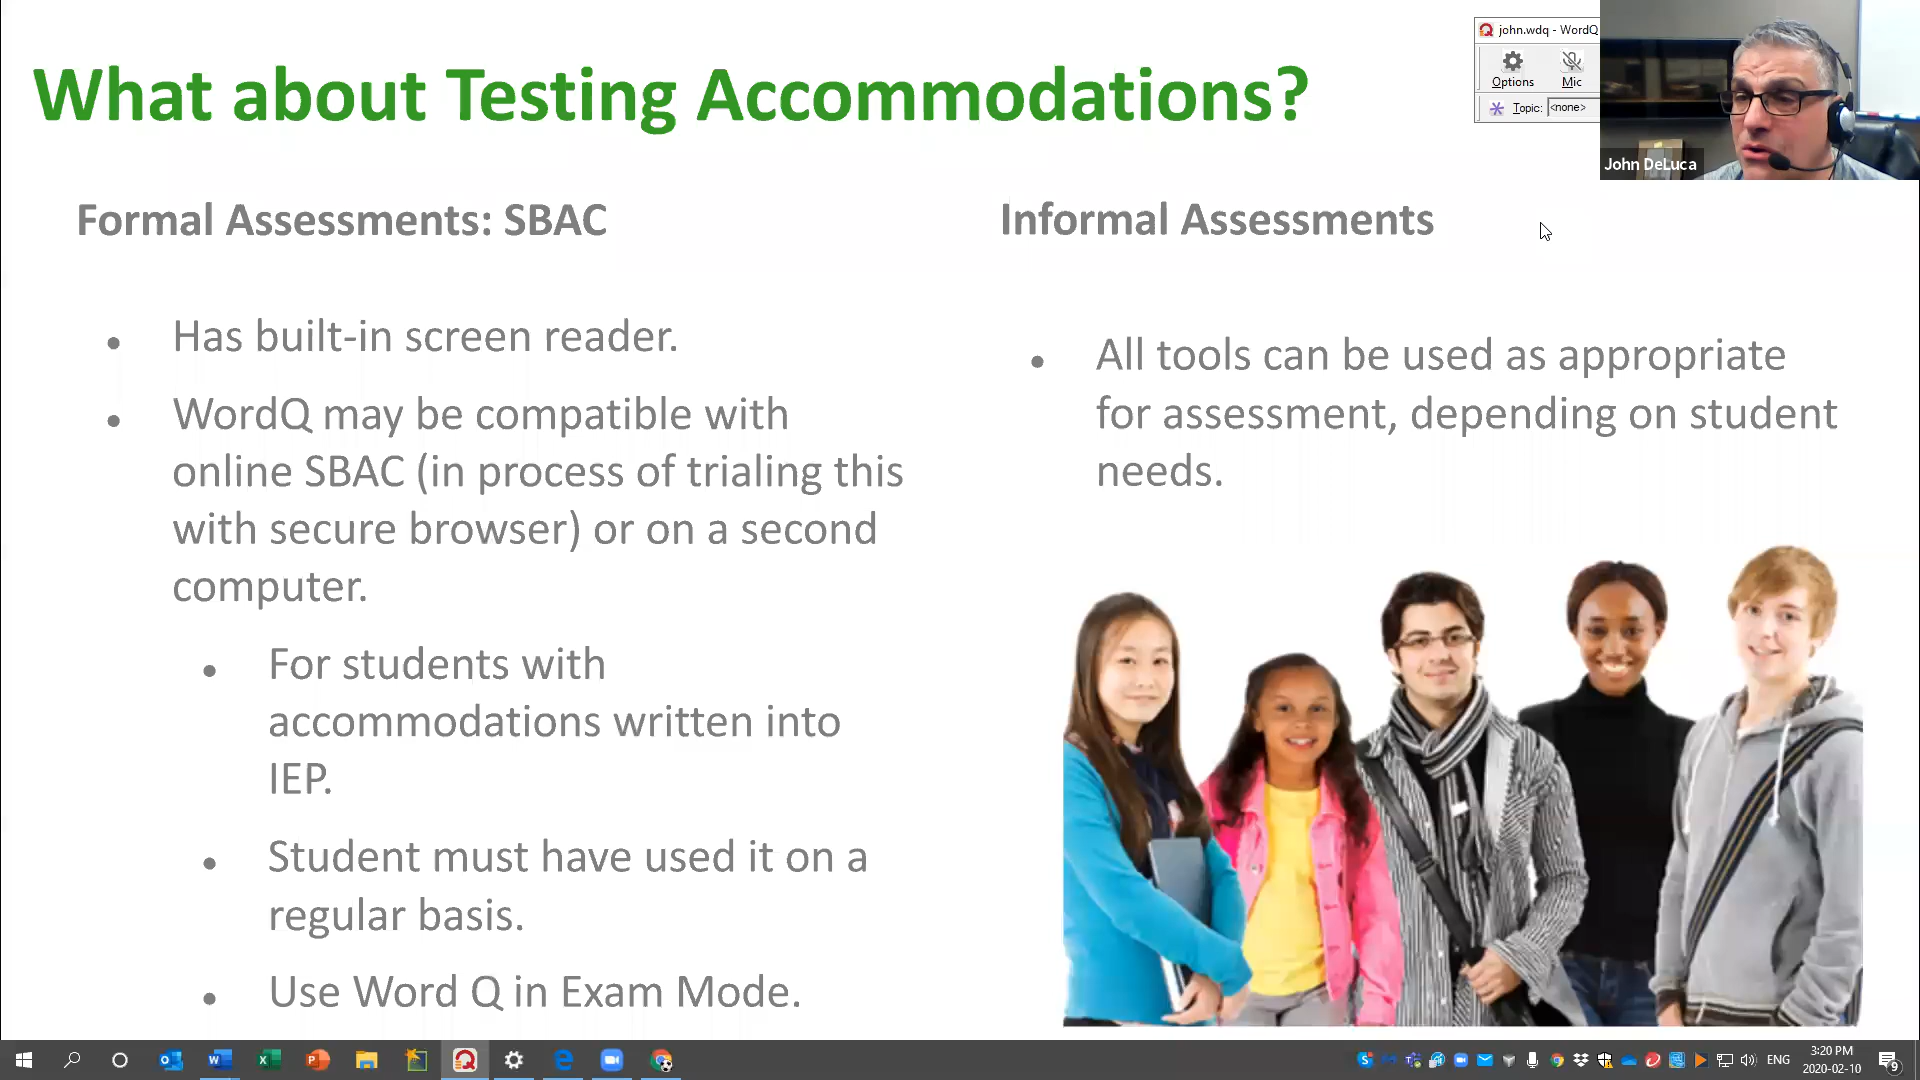 What about Testing Accommodations?
john.wdq - WordQ
Options
Mic
Topic: <none>
John DeLuca
Formal Assessments: SBAC
Has built-in screen reader.
WordQ may be compatible with
online SBAC (in process of trialing this
with secure browser) or on a second
computer.
For students with
accommodations written into
IEP.
Student must have used it on a
regular basis.
Use Word Q in Exam Mode.
Informal Assessments
All tools can be used as appropriate
for assessment, depending on student
needs.
ENG
3:20 PM
2020-02-10
9